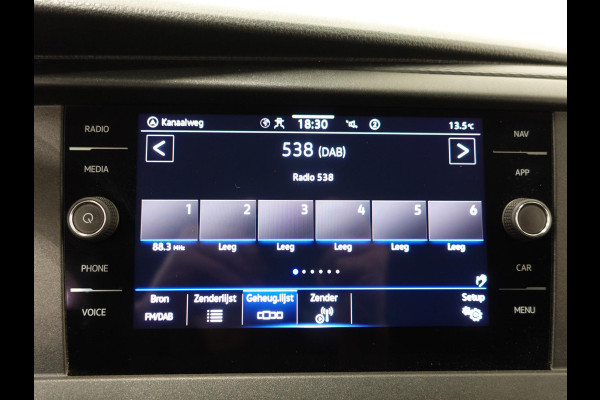 RADIO
MEDIA
PHONE
VOICE
Kanaalweg 18:30 2 13.5°C
538 (DAB)
Radio 538
1 2 3 4 5 6
88.3 MHz Leeg Leeg Leeg Leeg Leeg
Bron Zenderlijst Geheug.lijst Zender Setup
FM/DAB
NAV
APP
CAR
MENU